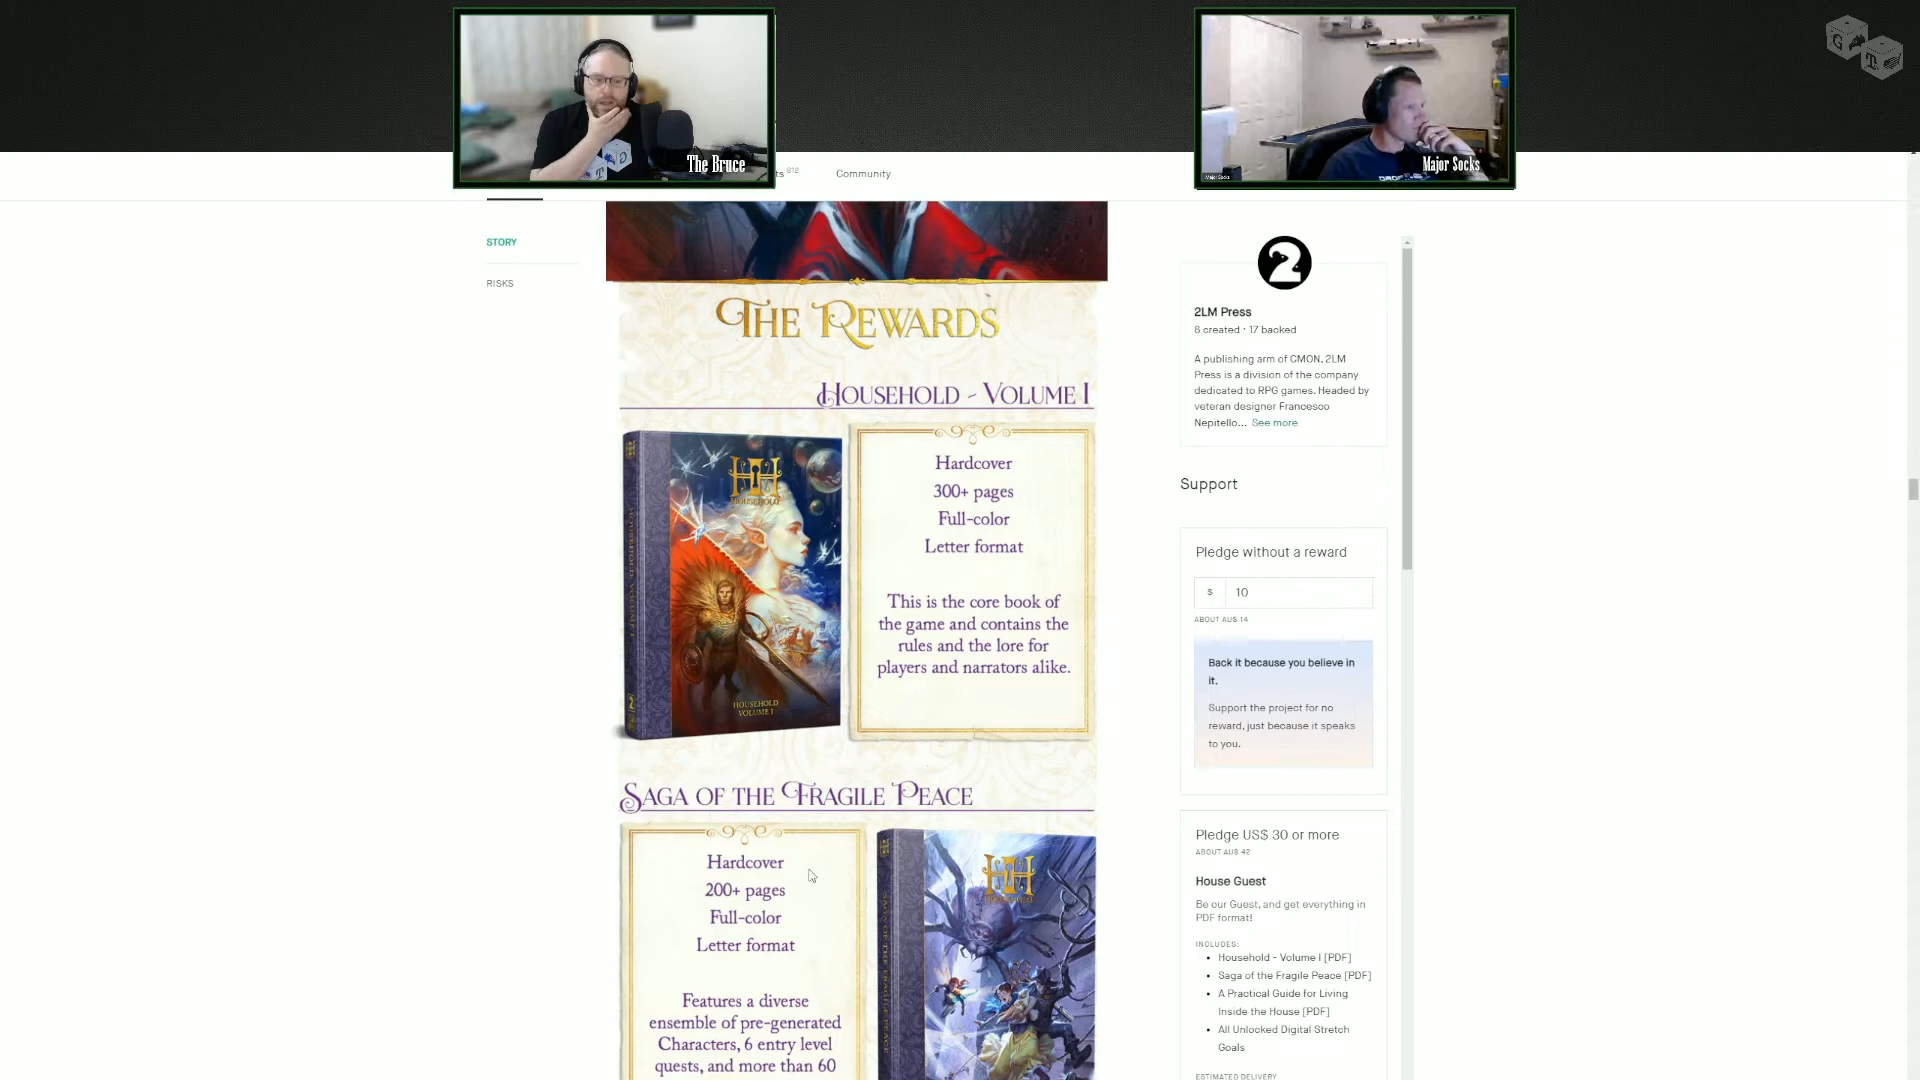 The Bruce
Major Socks
Major Socks
G T
ts 612
Community
STORY
RISKS
THE REWARDS
HOUSEHOLD ~ VOLUME I
Hardcover
300+ pages
Full-color
Letter format
This is the core book of
the game and contains the
rules and the lore for
players and narrators alike.
HH
HOUSEHOLD
HOUSEHOLD
VOLUME I
SAGA OF THE FRAGILE PEACE
Hardcover
200+ pages
Full-color
Letter format
Features a diverse
ensemble of pre-generated
Characters, 6 entry level
quests, and more than 60
HH
2
2LM Press
8 created · 17 backed
A publishing arm of CMON, 2LM
Press is a division of the company
dedicated to RPG games. Headed by
veteran designer Francesco
Nepitello... See more
Support
Pledge without a reward
$ 10
ABOUT AU$ 14
Back it because you believe in
it.
Support the project for no
reward, just because it speaks
to you.
Pledge US$ 30 or more
ABOUT AU$ 42
House Guest
Be our Guest, and get everything in
PDF format!
INCLUDES:
• Household - Volume I [PDF]
• Saga of the Fragile Peace [PDF]
• A Practical Guide for Living
Inside the House [PDF]
• All Unlocked Digital Stretch
Goals
ESTIMATED DELIVERY